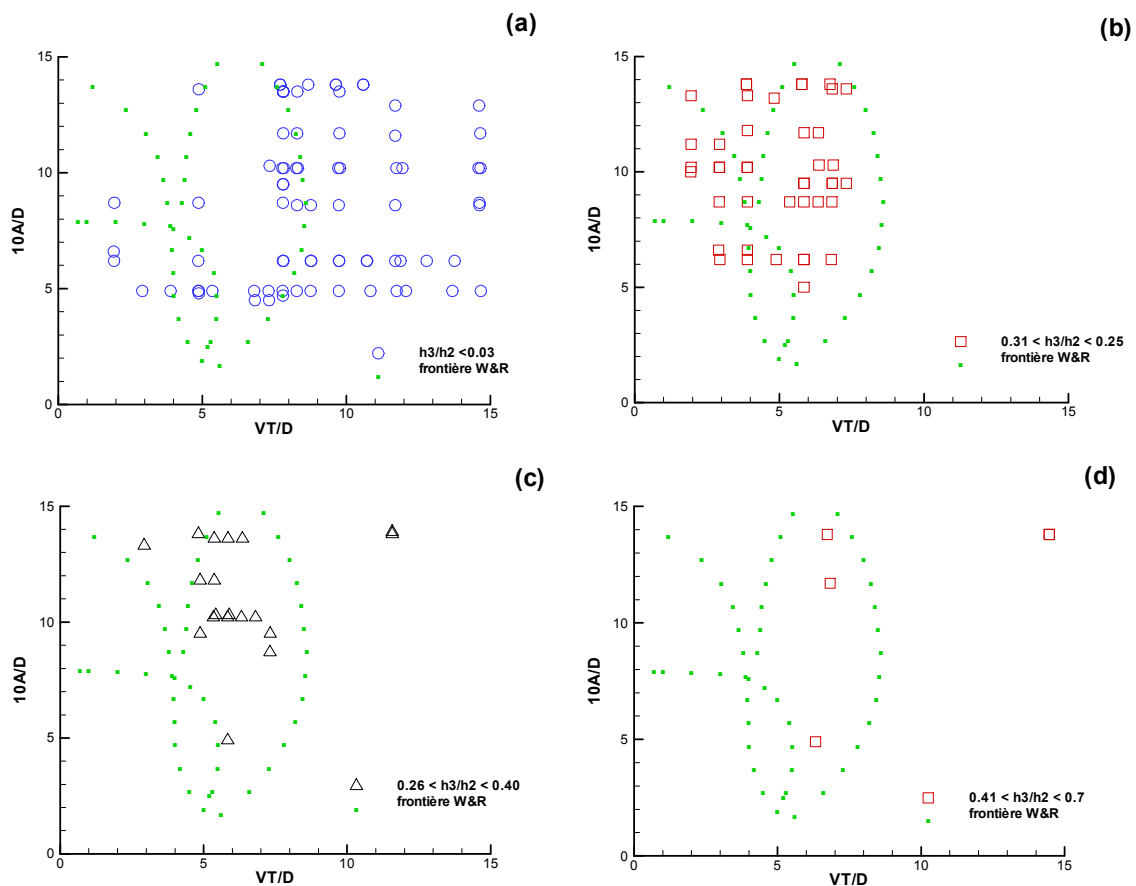 (a)
15
10
5
0
10A/D
0 5 10 15
VT/D
h3/h2 <0.03
frontière W&R
(b)
15
10
5
0
10A/D
0 5 10 15
VT/D
0.31 < h3/h2 < 0.25
frontière W&R
(c)
15
10
5
0
10A/D
0 5 10 15
VT/D
0.26 < h3/h2 < 0.40
frontière W&R
(d)
15
10
5
0
10A/D
0 5 10 15
VT/D
0.41 < h3/h2 < 0.7
frontière W&R